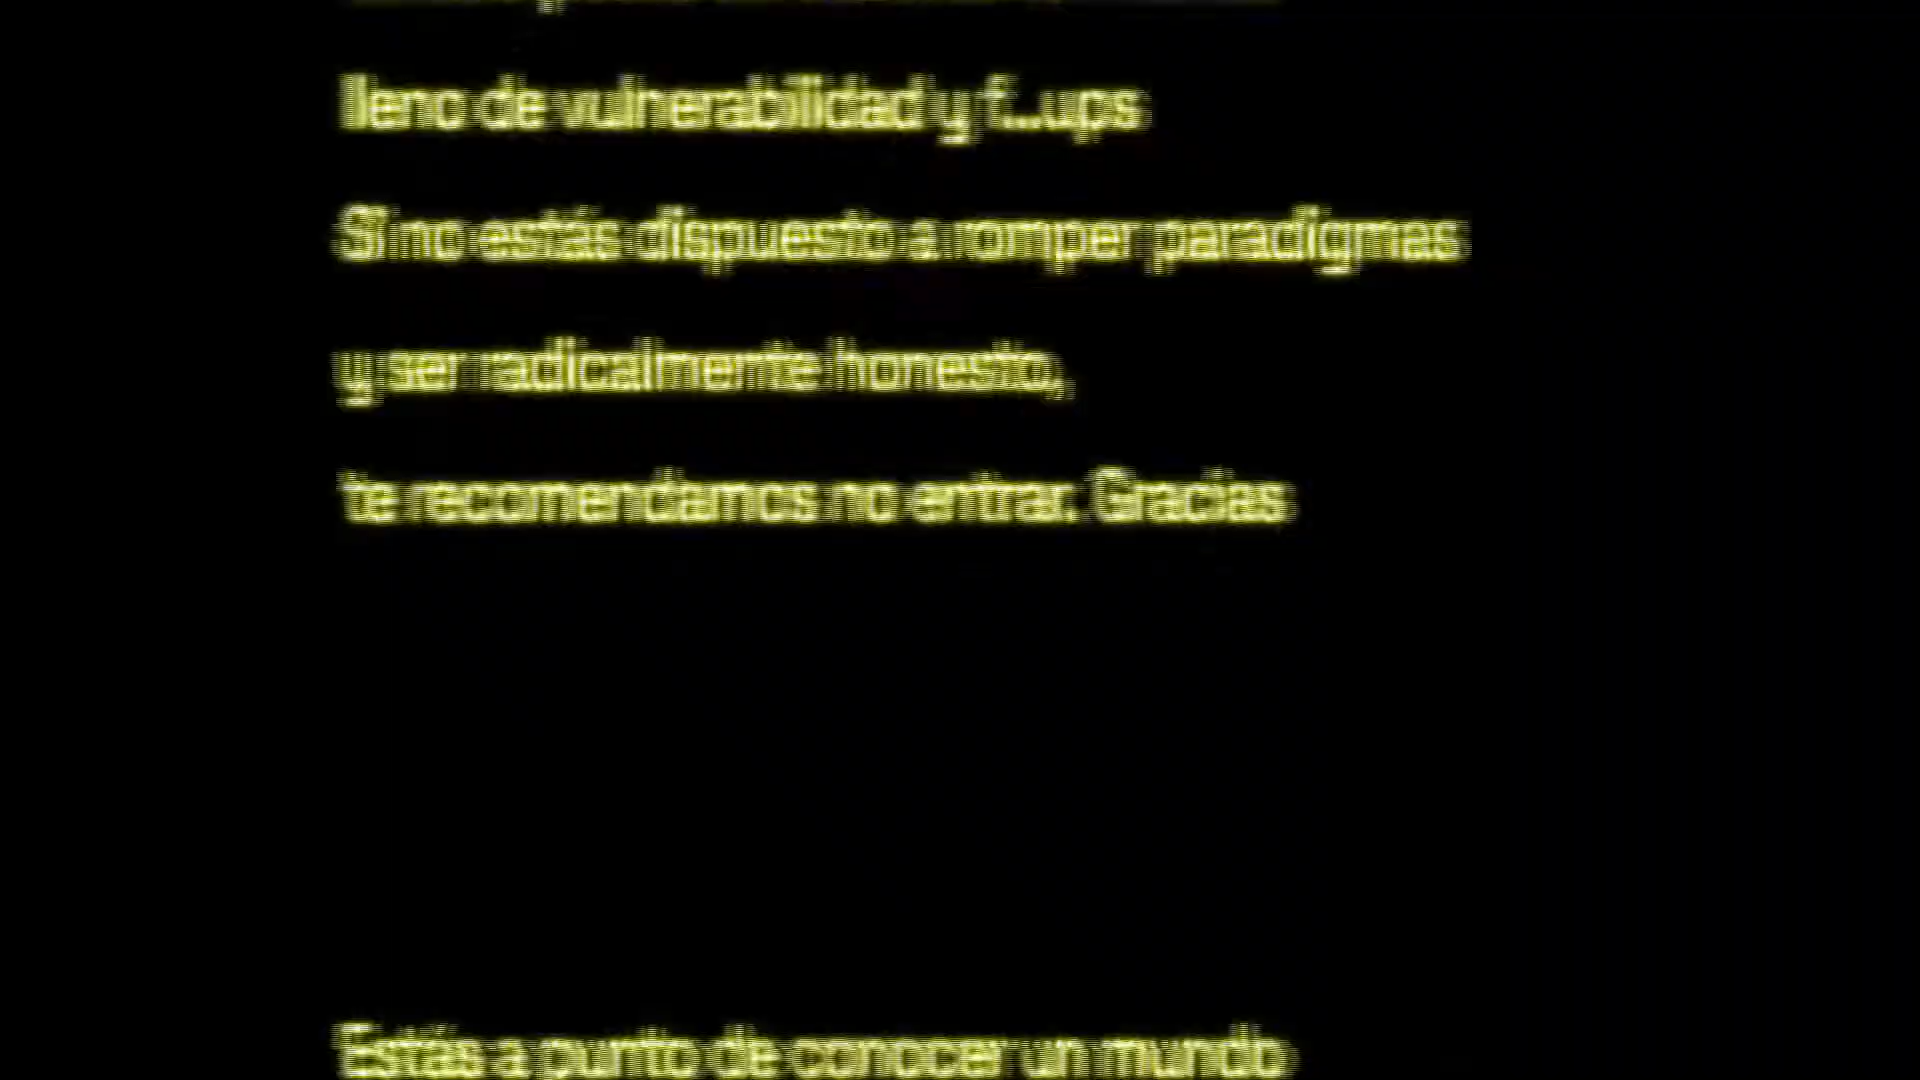 lleno de vulnerabilidad y f...ups
Si no estás dispuesto a romper paradigmas
y ser radicalmente honesto,
te recomendamos no entrar. Gracias
Estás a punto de conocer un mundo